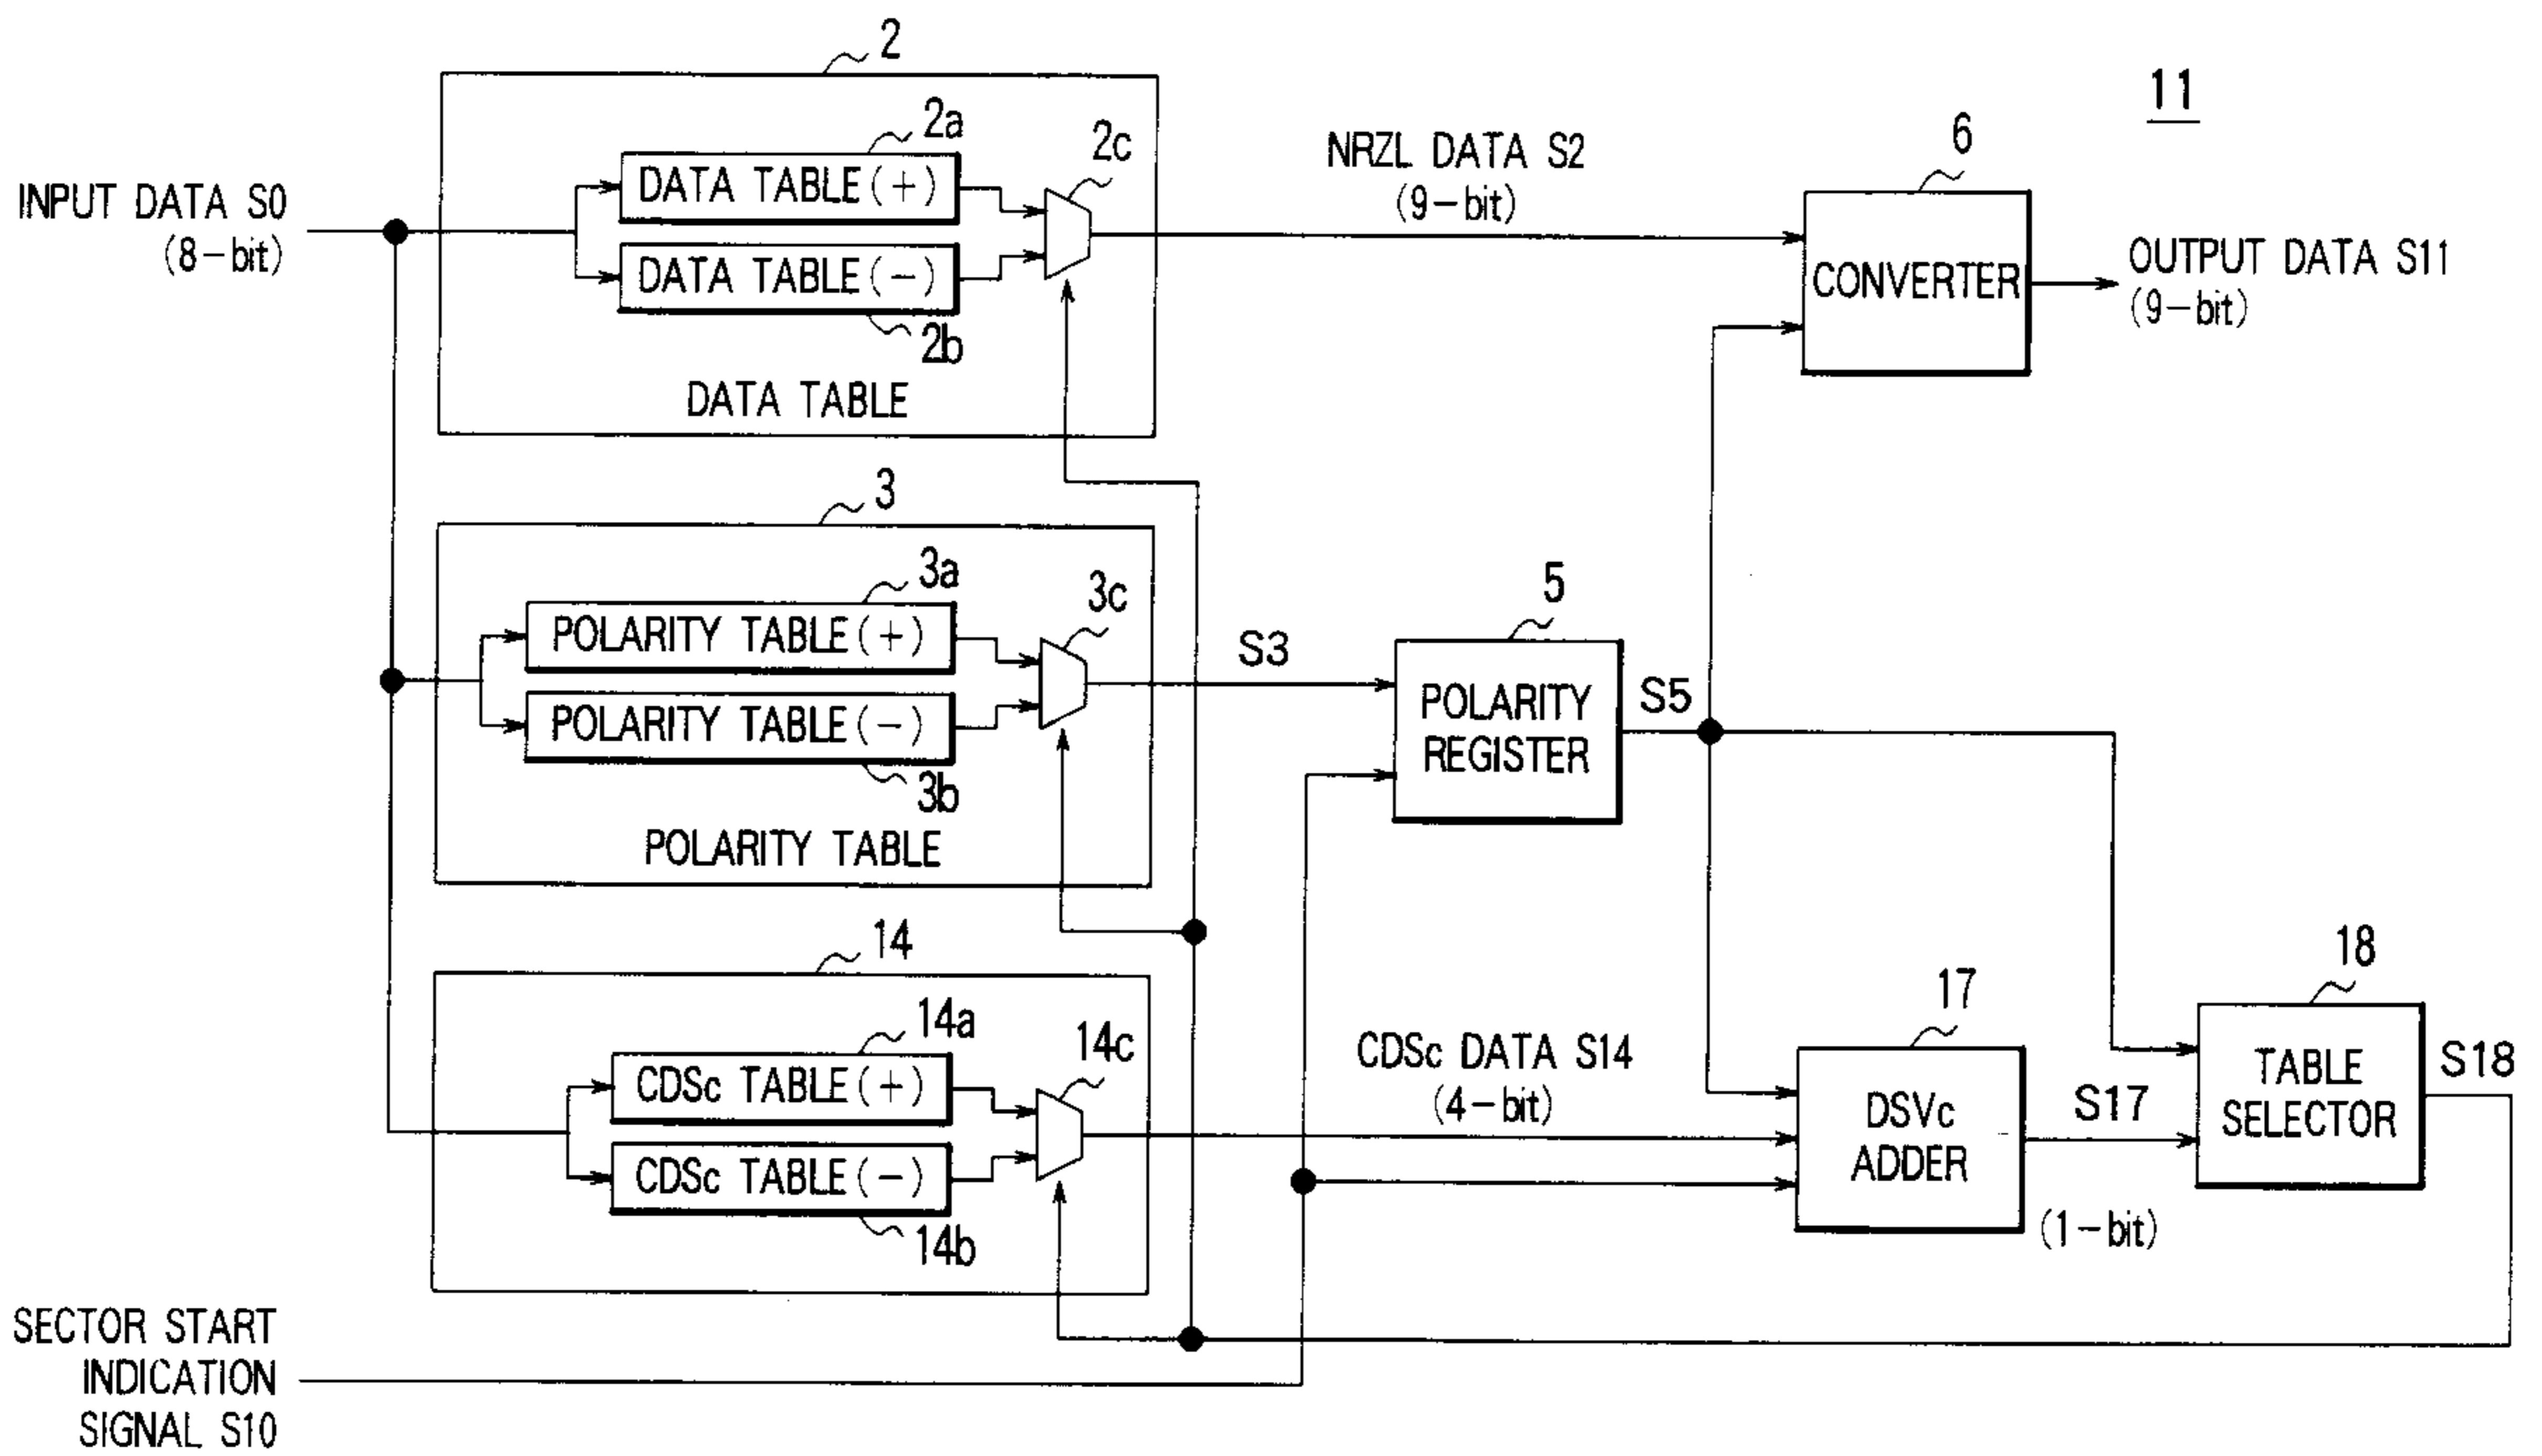 11
2
2a
DATA TABLE (+)
2c
DATA TABLE (−)
2b
DATA TABLE
INPUT DATA S0
(8−bit)
NRZL DATA S2
(9−bit)
6
CONVERTER
OUTPUT DATA S11
(9−bit)
3
3a
POLARITY TABLE (+)
3c
POLARITY TABLE (−)
3b
POLARITY TABLE
S3
5
POLARITY
REGISTER
S5
14
14a
CDSc TABLE (+)
14c
CDSc TABLE (−)
14b
CDSc DATA S14
(4−bit)
17
DSVc
ADDER
S17
(1−bit)
18
TABLE
SELECTOR
S18
SECTOR START
INDICATION
SIGNAL S10